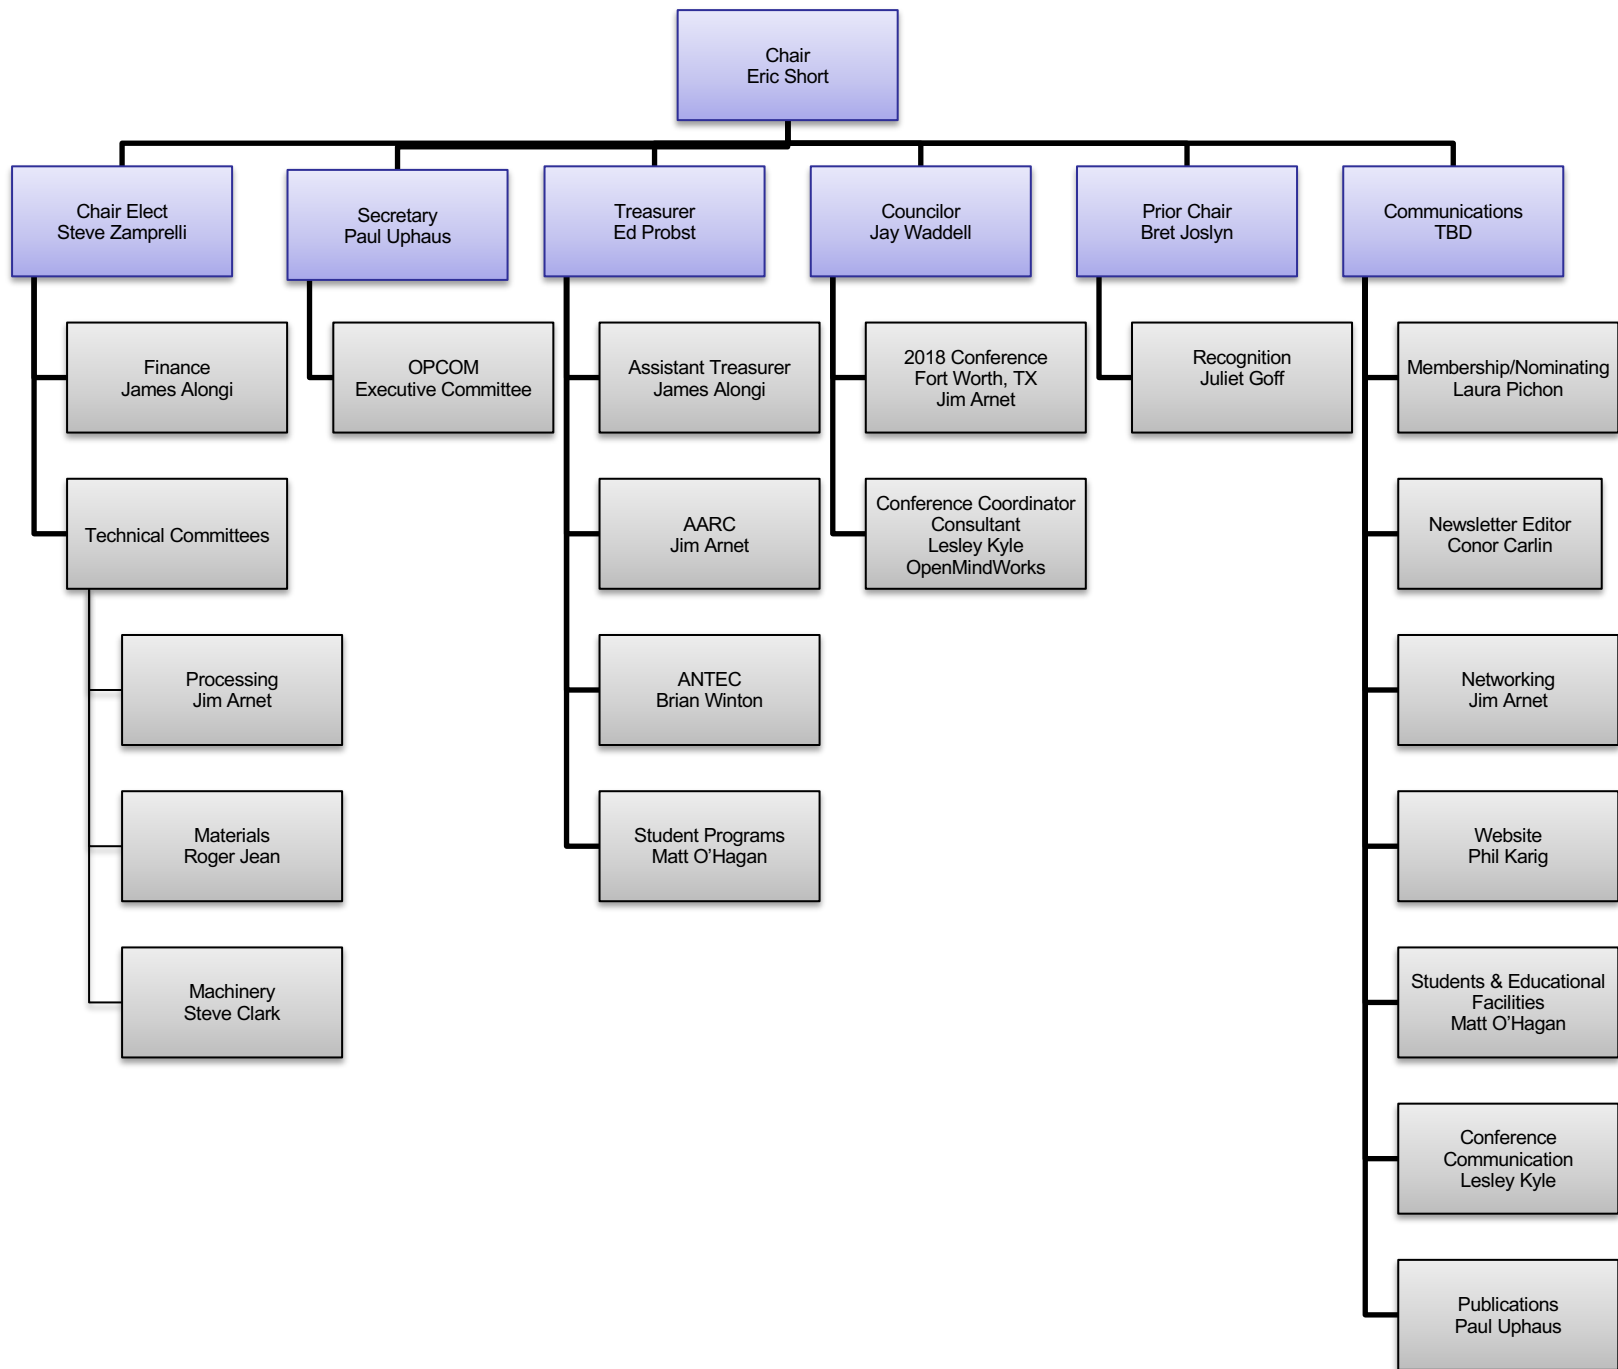 Chair
Eric Short
Chair Elect
Steve Zamprelli
Secretary
Paul Uphaus
Treasurer
Ed Probst
Councilor
Jay Waddell
Prior Chair
Bret Joslyn
Communications
TBD
Finance
James Alongi
OPCOM
Executive Committee
Assistant Treasurer
James Alongi
2018 Conference
Fort Worth, TX
Jim Arnet
Recognition
Juliet Goff
Membership/Nominating
Laura Pichon
Technical Committees
AARC
Jim Arnet
Conference Coordinator
Consultant
Lesley Kyle
OpenMindWorks
Newsletter Editor
Conor Carlin
Processing
Jim Arnet
ANTEC
Brian Winton
Networking
Jim Arnet
Materials
Roger Jean
Student Programs
Matt O’Hagan
Website
Phil Karig
Machinery
Steve Clark
Students & Educational
Facilities
Matt O’Hagan
Conference
Communication
Lesley Kyle
Publications
Paul Uphaus